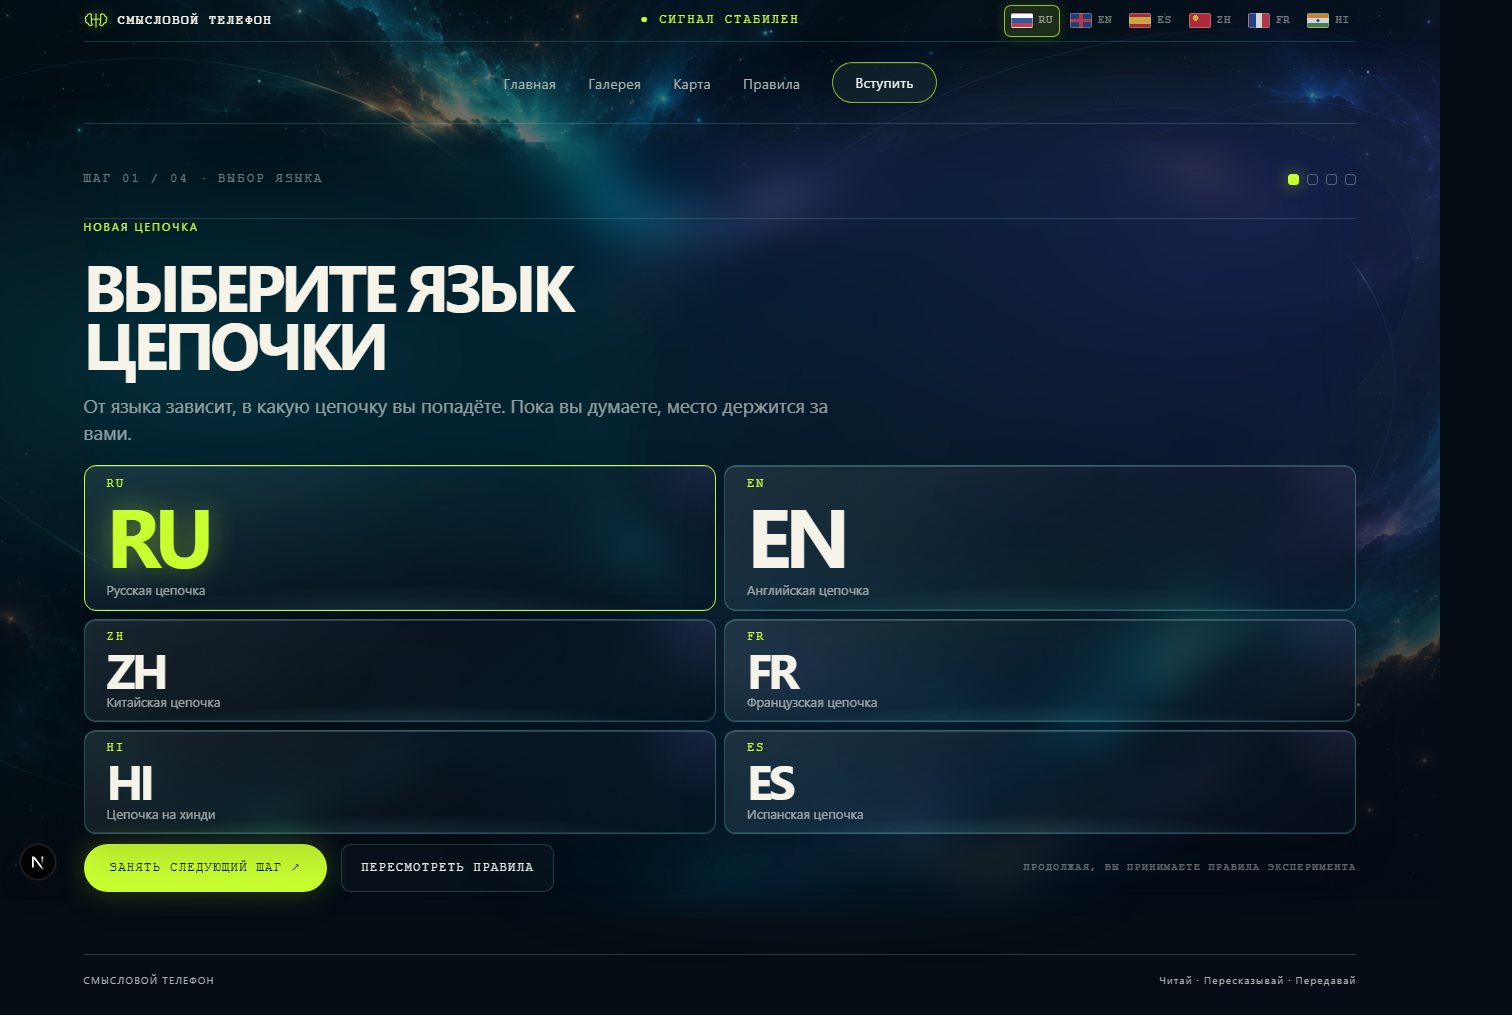 СМЫСЛОВОЙ ТЕЛЕФОН
СИГНАЛ СТАБИЛЕН
RU EN ES ZH FR HI
Главная Галерея Карта Правила Вступить
ШАГ 01 / 04 · ВЫБОР ЯЗЫКА
НОВАЯ ЦЕПОЧКА
ВЫБЕРИТЕ ЯЗЫК
ЦЕПОЧКИ
От языка зависит, в какую цепочку вы попадёте. Пока вы думаете, место держится за
вами.
RU
RU
Русская цепочка
EN
EN
Английская цепочка
ZH
ZH
Китайская цепочка
FR
FR
Французская цепочка
HI
HI
Цепочка на хинди
ES
ES
Испанская цепочка
N
ЗАНЯТЬ СЛЕДУЮЩИЙ ШАГ ↗
ПЕРЕСМОТРЕТЬ ПРАВИЛА
ПРОДОЛЖАЯ, ВЫ ПРИНИМАЕТЕ ПРАВИЛА ЭКСПЕРИМЕНТА
СМЫСЛОВОЙ ТЕЛЕФОН
Читай · Пересказывай · Передавай